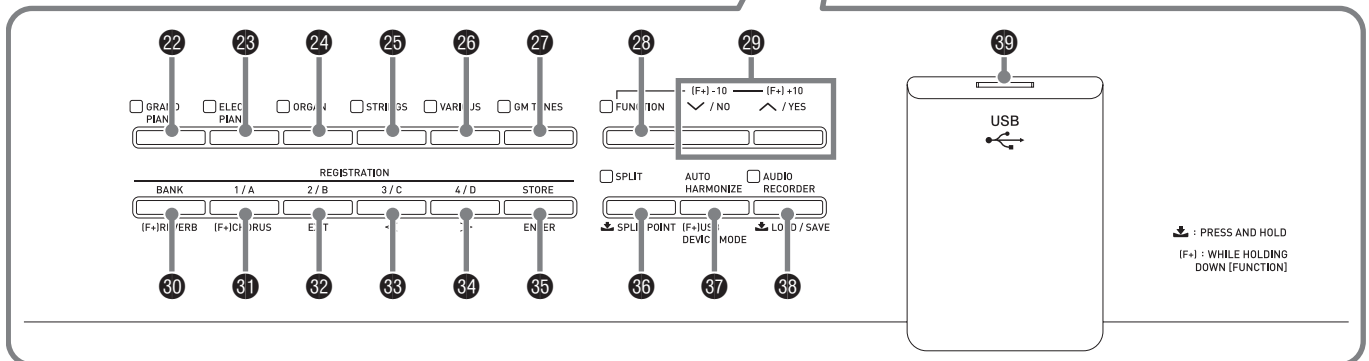 22 23 24 25 26 27 28 29 39
(F+) -10 (F+) +10
GRAND PIANO
ELEC PIANO
ORGAN
STRINGS
VARIOUS
GM TONES
FUNCTION
/ NO
/ YES
USB
REGISTRATION
BANK 1 / A 2 / B 3 / C 4 / D STORE
SPLIT
AUTO HARMONIZE
AUDIO RECORDER
(F+)REVERB (F+)CHORUS EXIT ENTER
SPLIT POINT
(F+)USB DEVICE MODE
LOAD / SAVE
: PRESS AND HOLD
(F+) : WHILE HOLDING
DOWN [FUNCTION]
30 31 32 33 34 35 36 37 38